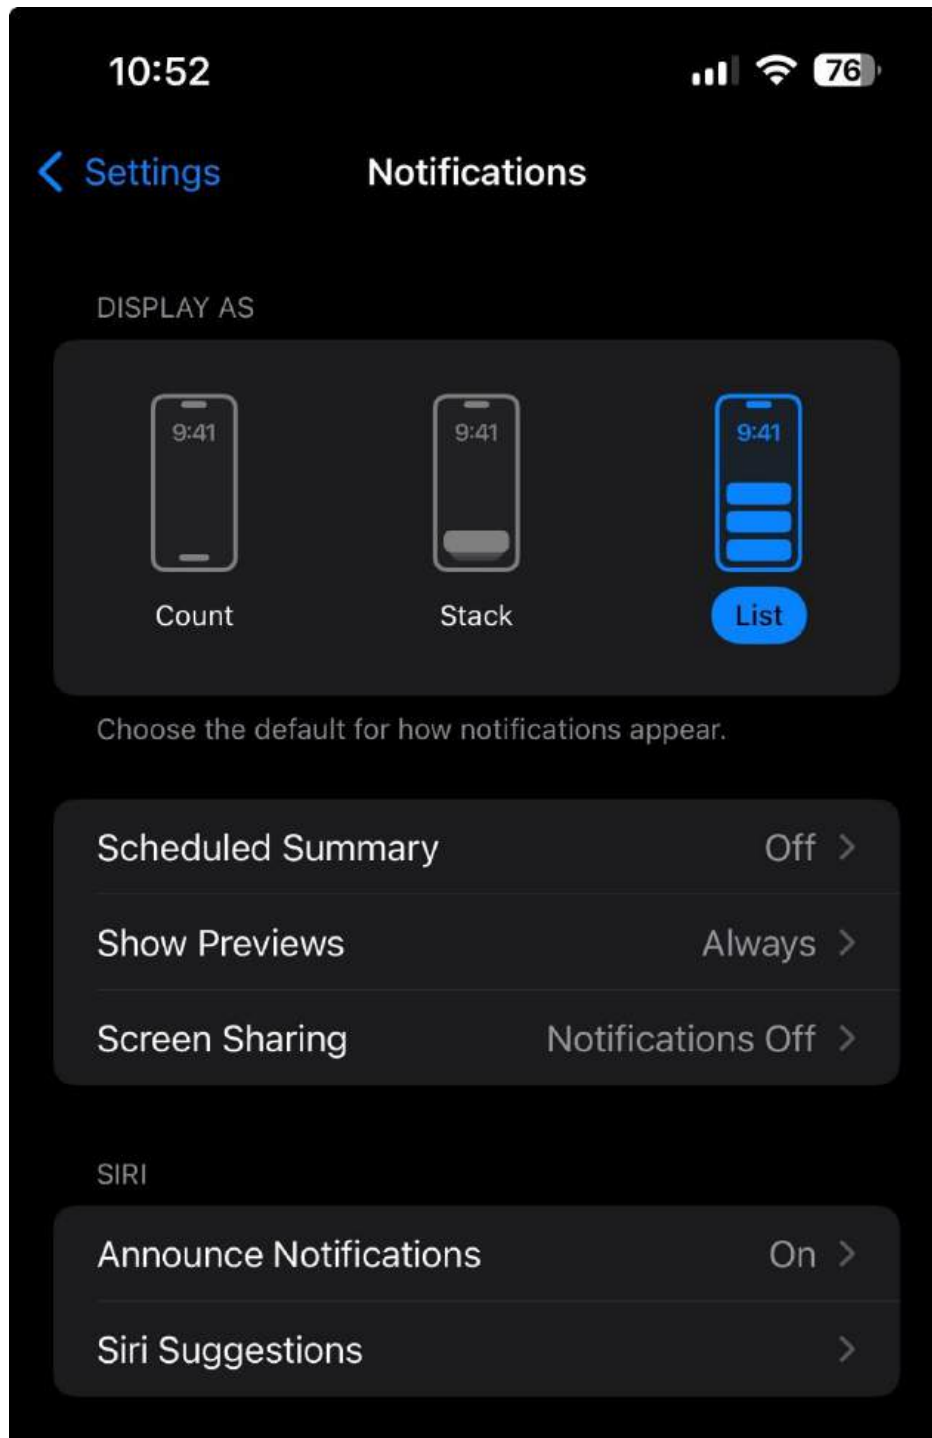 10:52 76
Settings Notifications
DISPLAY AS
9:41 9:41 9:41
Count Stack List
Choose the default for how notifications appear.
Scheduled Summary Off
Show Previews Always
Screen Sharing Notifications Off
SIRI
Announce Notifications On
Siri Suggestions